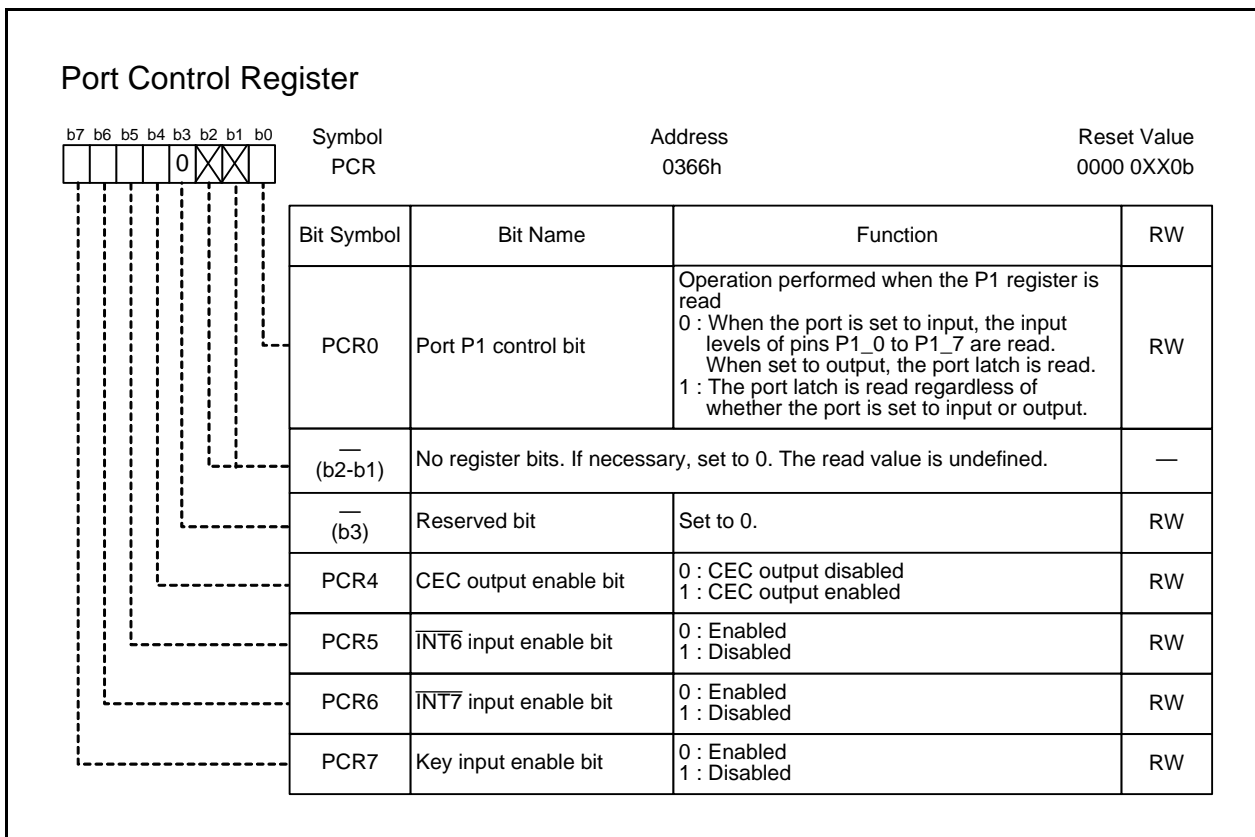 Port Control Register
b7 b6 b5 b4 b3 b2 b1 b0
Symbol Address Reset Value
0
PCR 0366h 0000 0XX0b
Bit Symbol Bit Name Function RW
PCR0 Port P1 control bit
Operation performed when the P1 register is
read
0 : When the port is set to input, the input
levels of pins P1_0 to P1_7 are read.
When set to output, the port latch is read.
1 : The port latch is read regardless of
whether the port is set to input or output.
RW
—
(b2-b1)
No register bits. If necessary, set to 0. The read value is undefined.
—
—
(b3)
Reserved bit Set to 0. RW
PCR4 CEC output enable bit
0 : CEC output disabled
1 : CEC output enabled
RW
PCR5 INT6 input enable bit
0 : Enabled
1 : Disabled
RW
PCR6 INT7 input enable bit
0 : Enabled
1 : Disabled
RW
PCR7 Key input enable bit
0 : Enabled
1 : Disabled
RW